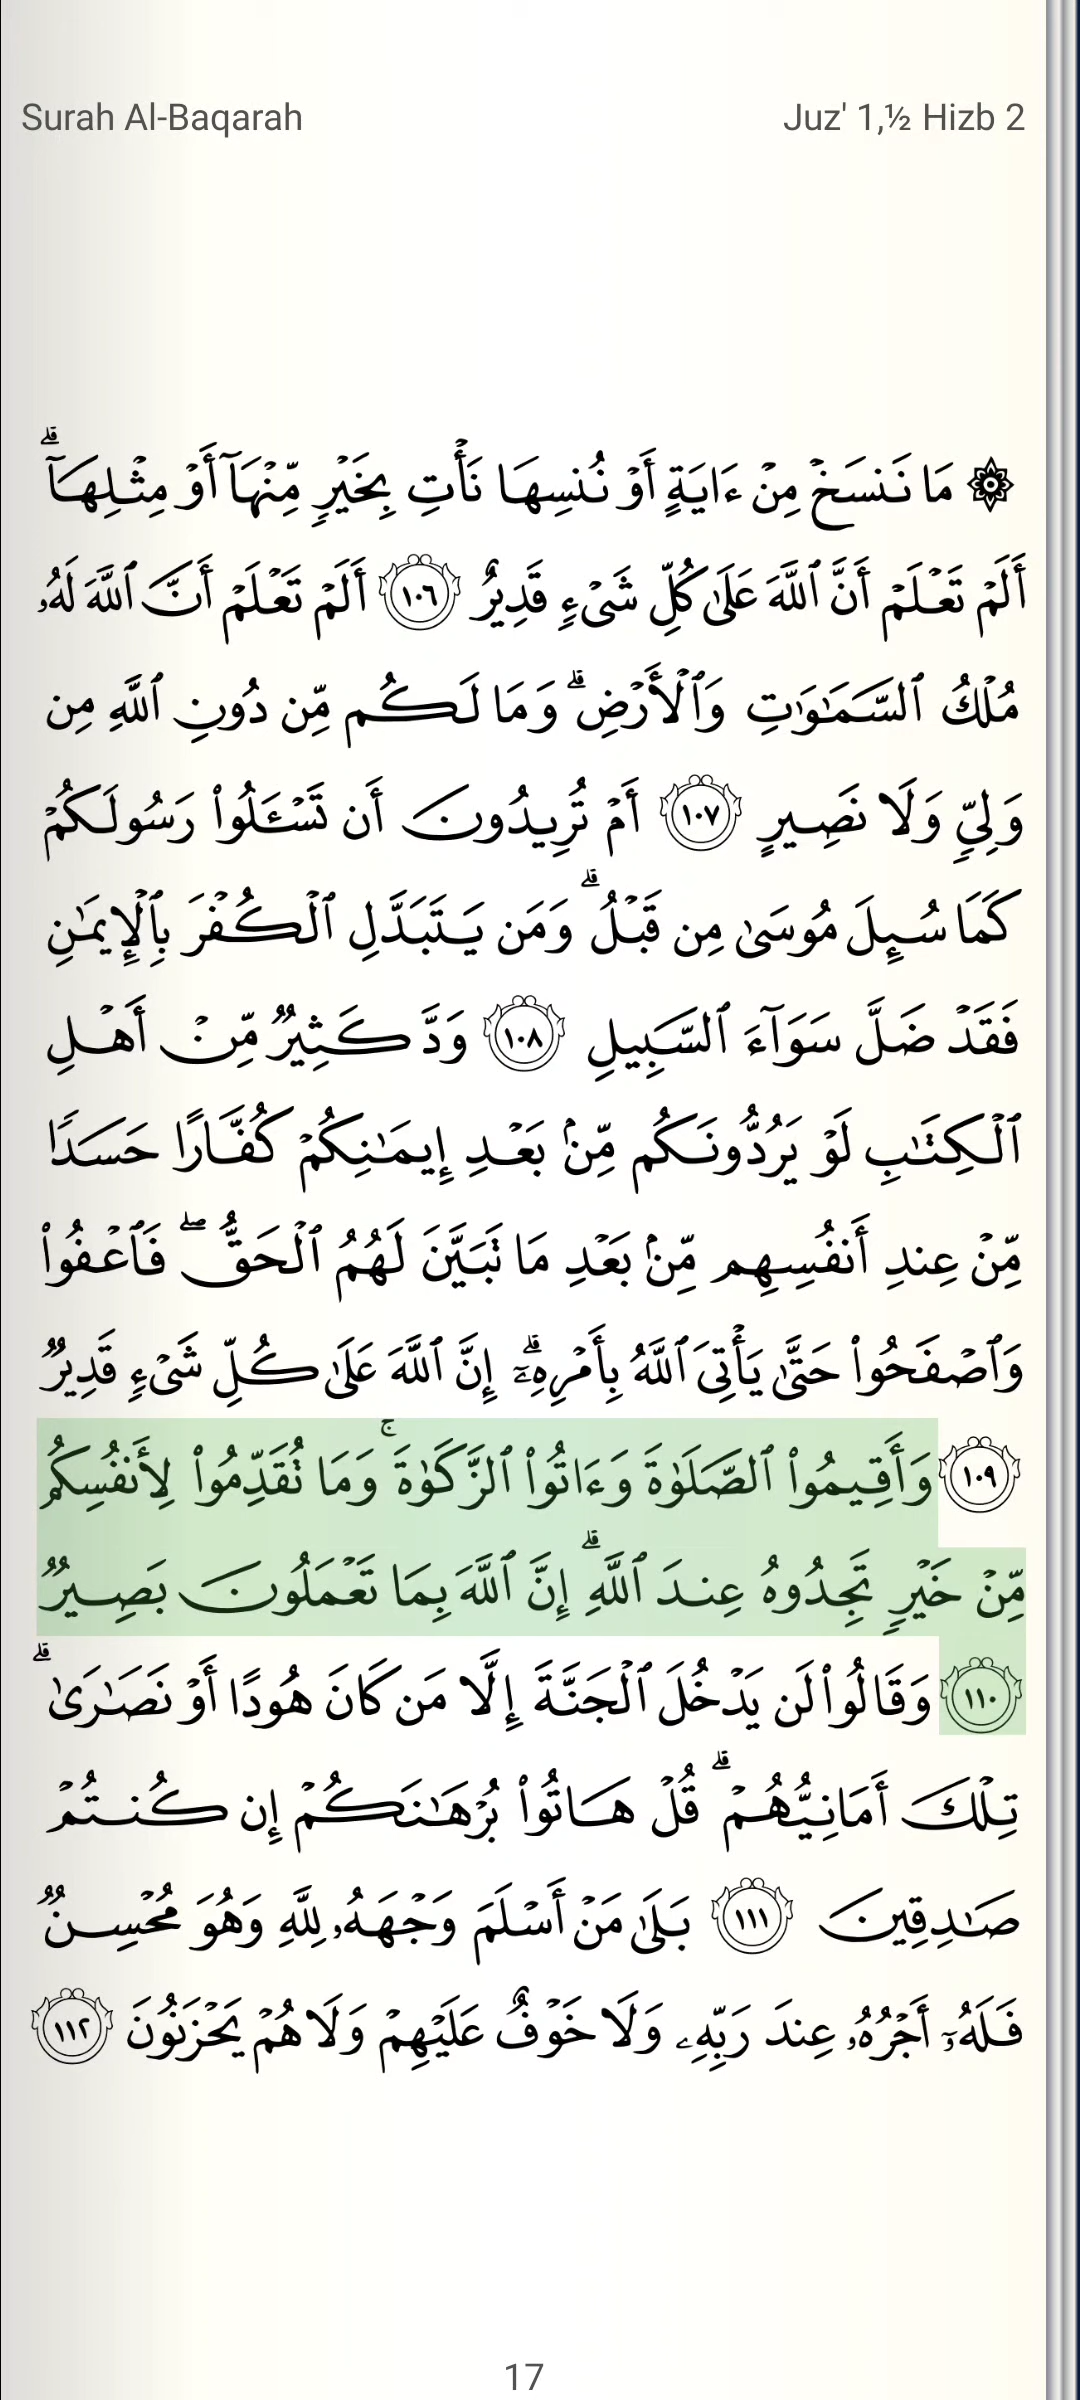 Surah Al-Baqarah
Juz' 1,½ Hizb 2
۞ مَا نَنسَخۡ مِنۡ ءَايَةٍ أَوۡ نُنسِهَا نَأۡتِ بِخَيۡرٖ مِّنۡهَآ أَوۡ مِثۡلِهَآۗ
أَلَمۡ تَعۡلَمۡ أَنَّ ٱللَّهَ عَلَىٰ كُلِّ شَيۡءٖ قَدِيرٌ ١٠٦ أَلَمۡ تَعۡلَمۡ أَنَّ ٱللَّهَ لَهُۥ
مُلۡكُ ٱلسَّمَٰوَٰتِ وَٱلۡأَرۡضِۗ وَمَا لَكُم مِّن دُونِ ٱللَّهِ مِن
وَلِيّٖ وَلَا نَصِيرٍ ١٠٧ أَمۡ تُرِيدُونَ أَن تَسۡـَٔلُواْ رَسُولَكُمۡ
كَمَا سُئِلَ مُوسَىٰ مِن قَبۡلُۗ وَمَن يَتَبَدَّلِ ٱلۡكُفۡرَ بِٱلۡإِيمَٰنِ
فَقَدۡ ضَلَّ سَوَآءَ ٱلسَّبِيلِ ١٠٨ وَدَّ كَثِيرٞ مِّنۡ أَهۡلِ
ٱلۡكِتَٰبِ لَوۡ يَرُدُّونَكُم مِّنۢ بَعۡدِ إِيمَٰنِكُمۡ كُفَّارًا حَسَدٗا
مِّنۡ عِندِ أَنفُسِهِم مِّنۢ بَعۡدِ مَا تَبَيَّنَ لَهُمُ ٱلۡحَقُّۖ فَٱعۡفُواْ
وَٱصۡفَحُواْ حَتَّىٰ يَأۡتِيَ ٱللَّهُ بِأَمۡرِهِۦٓۗ إِنَّ ٱللَّهَ عَلَىٰ كُلِّ شَيۡءٖ قَدِيرٞ
١٠٩ وَأَقِيمُواْ ٱلصَّلَوٰةَ وَءَاتُواْ ٱلزَّكَوٰةَۚ وَمَا تُقَدِّمُواْ لِأَنفُسِكُم
مِّنۡ خَيۡرٖ تَجِدُوهُ عِندَ ٱللَّهِۗ إِنَّ ٱللَّهَ بِمَا تَعۡمَلُونَ بَصِيرٞ
١١٠ وَقَالُواْ لَن يَدۡخُلَ ٱلۡجَنَّةَ إِلَّا مَن كَانَ هُودًا أَوۡ نَصَٰرَىٰۗ
تِلۡكَ أَمَانِيُّهُمۡۗ قُلۡ هَاتُواْ بُرۡهَٰنَكُمۡ إِن كُنتُمۡ
صَٰدِقِينَ ١١١ بَلَىٰ مَنۡ أَسۡلَمَ وَجۡهَهُۥ لِلَّهِ وَهُوَ مُحۡسِنٞ
فَلَهُۥٓ أَجۡرُهُۥ عِندَ رَبِّهِۦ وَلَا خَوۡفٌ عَلَيۡهِمۡ وَلَا هُمۡ يَحۡزَنُونَ ١١٢
17